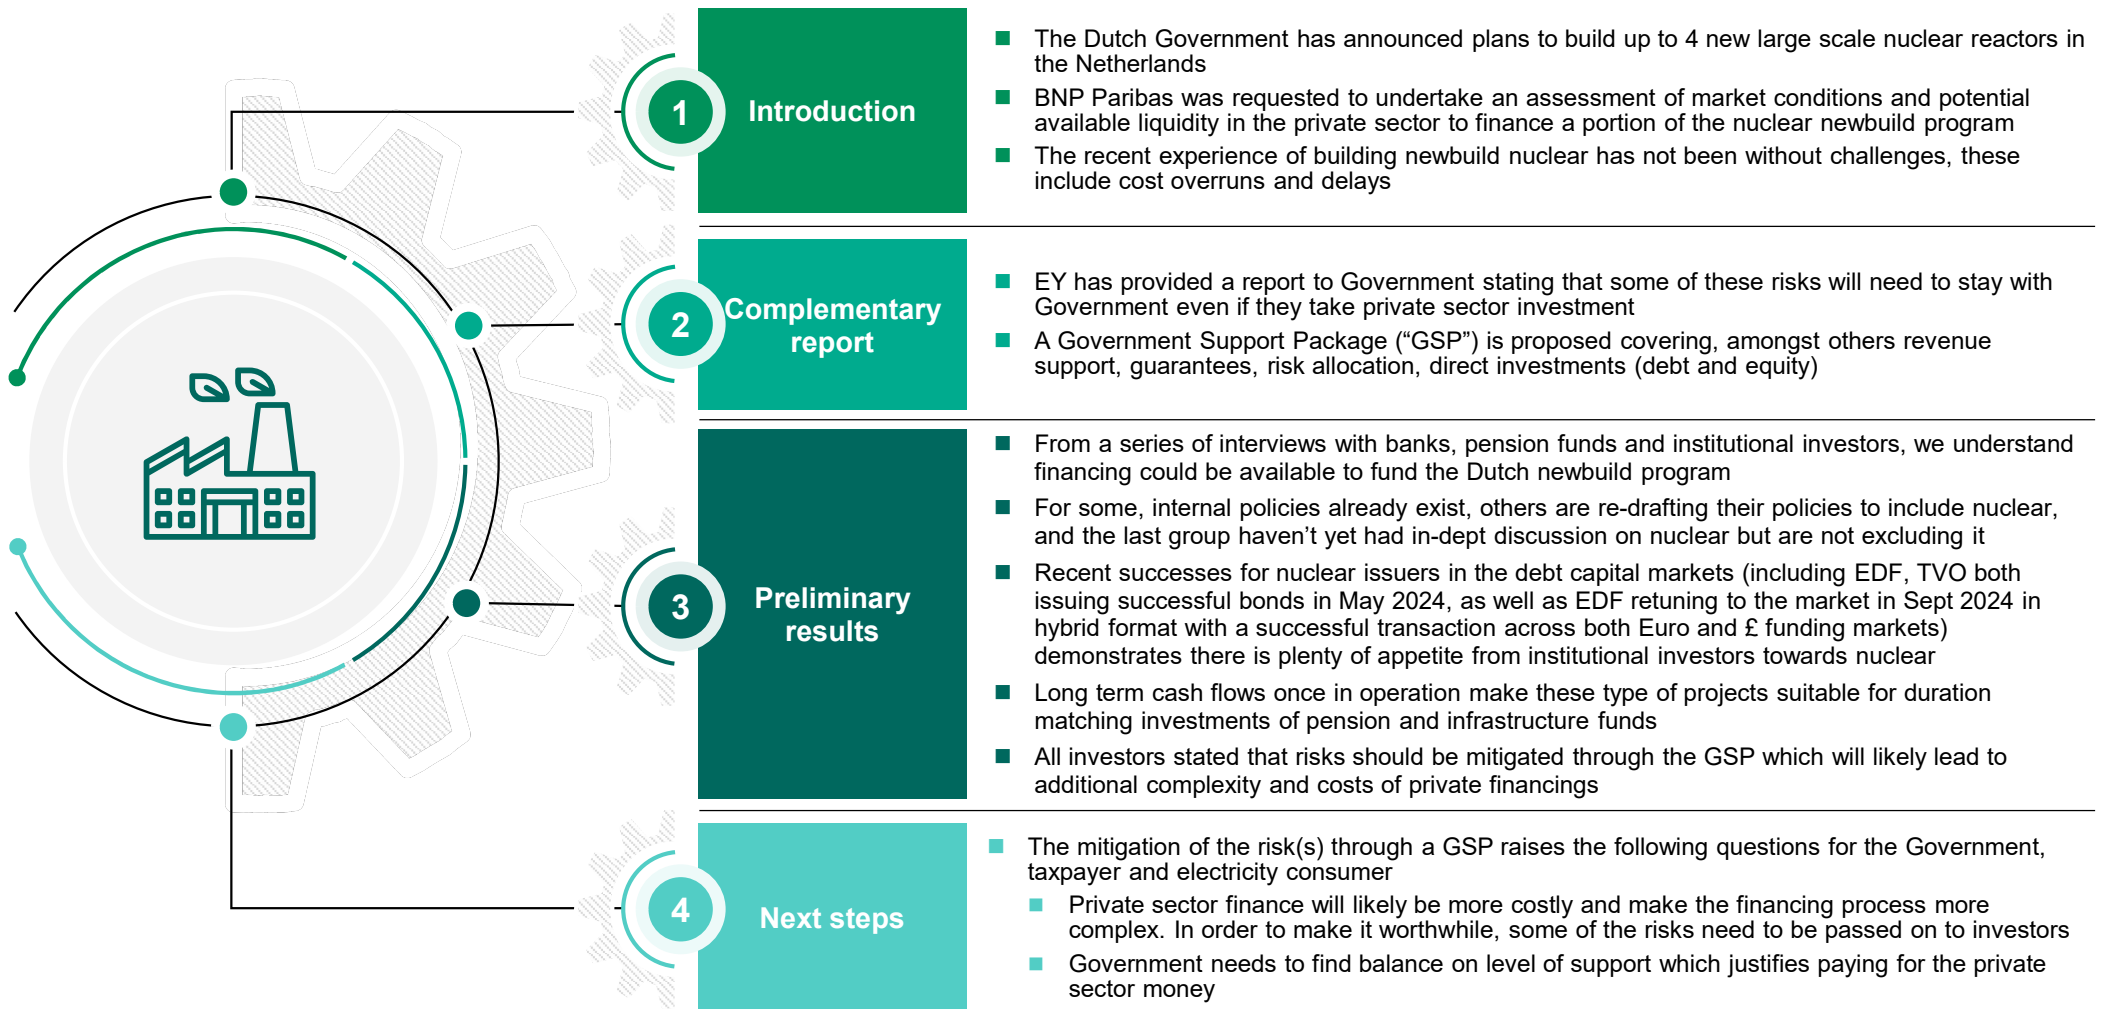 1
Introduction
The Dutch Government has announced plans to build up to 4 new large scale nuclear reactors in
the Netherlands
BNP Paribas was requested to undertake an assessment of market conditions and potential
available liquidity in the private sector to finance a portion of the nuclear newbuild program
The recent experience of building newbuild nuclear has not been without challenges, these
include cost overruns and delays
2
Complementary
report
EY has provided a report to Government stating that some of these risks will need to stay with
Government even if they take private sector investment
A Government Support Package (“GSP”) is proposed covering, amongst others revenue
support, guarantees, risk allocation, direct investments (debt and equity)
3
Preliminary
results
From a series of interviews with banks, pension funds and institutional investors, we understand
financing could be available to fund the Dutch newbuild program
For some, internal policies already exist, others are re-drafting their policies to include nuclear,
and the last group haven’t yet had in-dept discussion on nuclear but are not excluding it
Recent successes for nuclear issuers in the debt capital markets (including EDF, TVO both
issuing successful bonds in May 2024, as well as EDF retuning to the market in Sept 2024 in
hybrid format with a successful transaction across both Euro and £ funding markets)
demonstrates there is plenty of appetite from institutional investors towards nuclear
Long term cash flows once in operation make these type of projects suitable for duration
matching investments of pension and infrastructure funds
All investors stated that risks should be mitigated through the GSP which will likely lead to
additional complexity and costs of private financings
4
Next steps
The mitigation of the risk(s) through a GSP raises the following questions for the Government,
taxpayer and electricity consumer
Private sector finance will likely be more costly and make the financing process more
complex. In order to make it worthwhile, some of the risks need to be passed on to investors
Government needs to find balance on level of support which justifies paying for the private
sector money